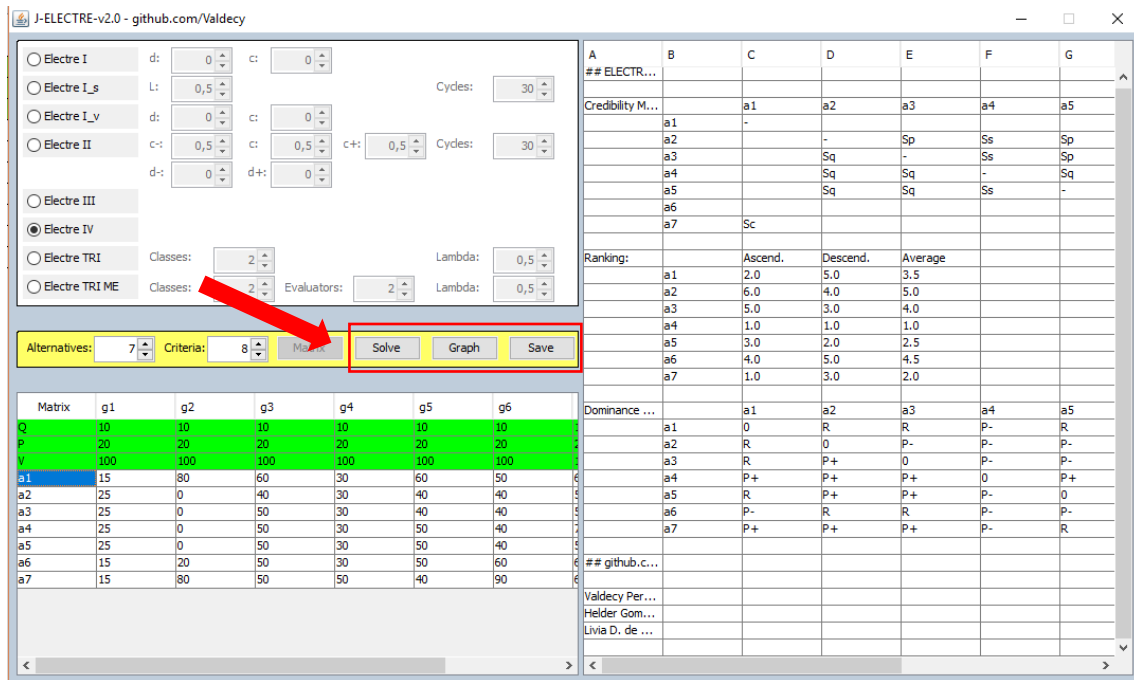 J-ELECTRE-v2.0 - github.com/Valdecy
Electre I d: 0 c: 0
Electre I_s L: 0,5 Cydes: 30
Electre I_v d: 0 c: 0
Electre II c-: 0,5 c: 0,5 c+: 0,5 Cydes: 30
d-: 0 d+: 0
Electre III
Electre IV
Electre TRI Classes: 2 Lambda: 0,5
Electre TRI ME Classes: 2 Evaluators: 2 Lambda: 0,5
Alternatives: 7 Criteria: 8 Matrix Solve Graph Save
Matrix g1 g2 g3 g4 g5 g6
Q 10 10 10 10 10 10
P 20 20 20 20 20 20
V 100 100 100 100 100 100
a1 15 80 60 30 60 50
a2 25 0 40 30 40 40
a3 25 0 50 30 50 40
a4 25 0 50 30 50 40
a5 25 0 50 30 50 40
a6 15 20 50 30 50 60
a7 15 80 50 50 40 90
A B C D E F G
## ELECTR...
Credibility M... a1 a2 a3 a4 a5
a1 -
a2 - Sp Ss Sp
a3 Sq - Ss Sp
a4 Sq Sq - Sq
a5 Sq Sq Ss -
a6
a7 Sc
Ranking: Ascend. Descend. Average
a1 2.0 5.0 3.5
a2 6.0 4.0 5.0
a3 5.0 3.0 4.0
a4 1.0 1.0 1.0
a5 3.0 2.0 2.5
a6 4.0 5.0 4.5
a7 1.0 3.0 2.0
Dominance ... a1 a2 a3 a4 a5
a1 0 R R P- R
a2 R 0 P- P- P-
a3 R P+ 0 P- P-
a4 P+ P+ P+ 0 P+
a5 R P+ P+ P- 0
a6 P- R R P- P-
a7 P+ P+ P+ P- R
## github.c...
Valdecy Per...
Helder Gom...
Livia D. de ...